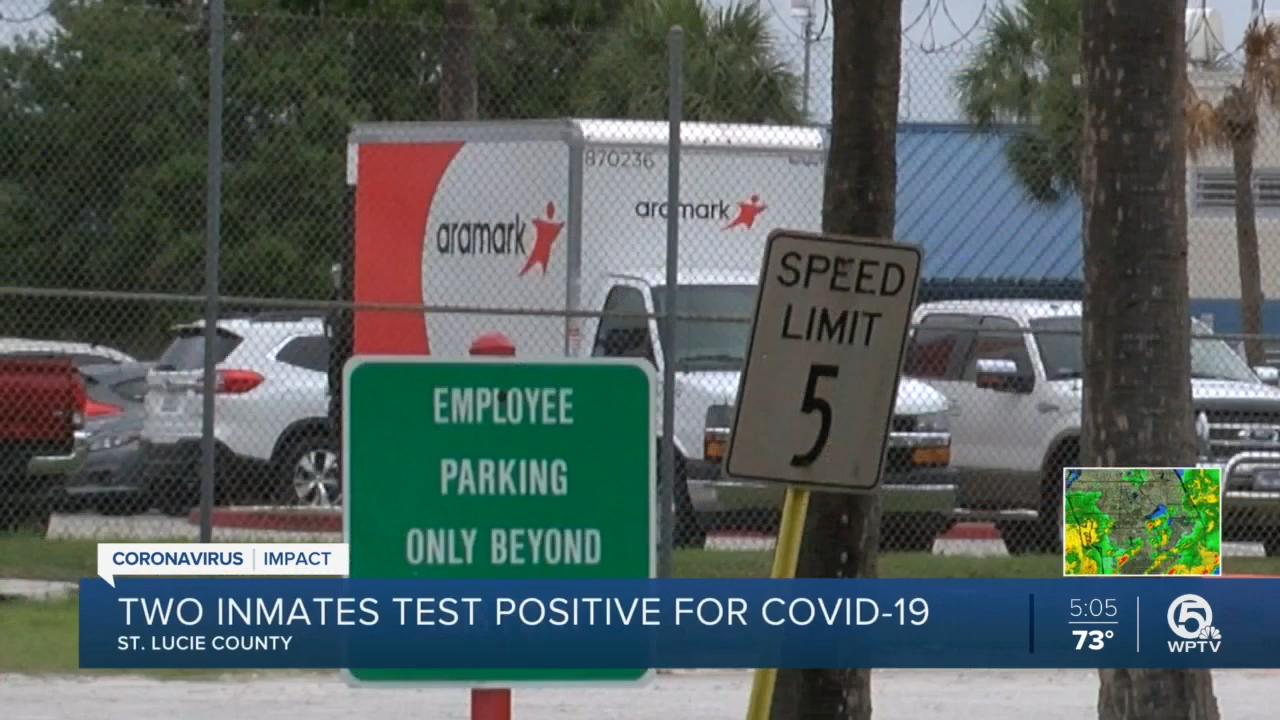 870236
aramark
aramark
SPEED
LIMIT
5
EMPLOYEE
PARKING
ONLY BEYOND
CORONAVIRUS | IMPACT
TWO INMATES TEST POSITIVE FOR COVID-19
ST. LUCIE COUNTY
5:05
73°
5
WPTV